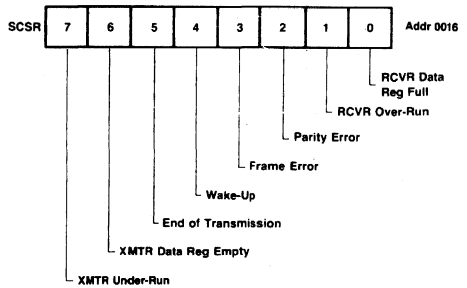 SCSR 7 6 5 4 3 2 1 0 Addr 0016
RCVR Data
Reg Full
RCVR Over-Run
Parity Error
Frame Error
Wake-Up
End of Transmission
XMTR Data Reg Empty
XMTR Under-Run